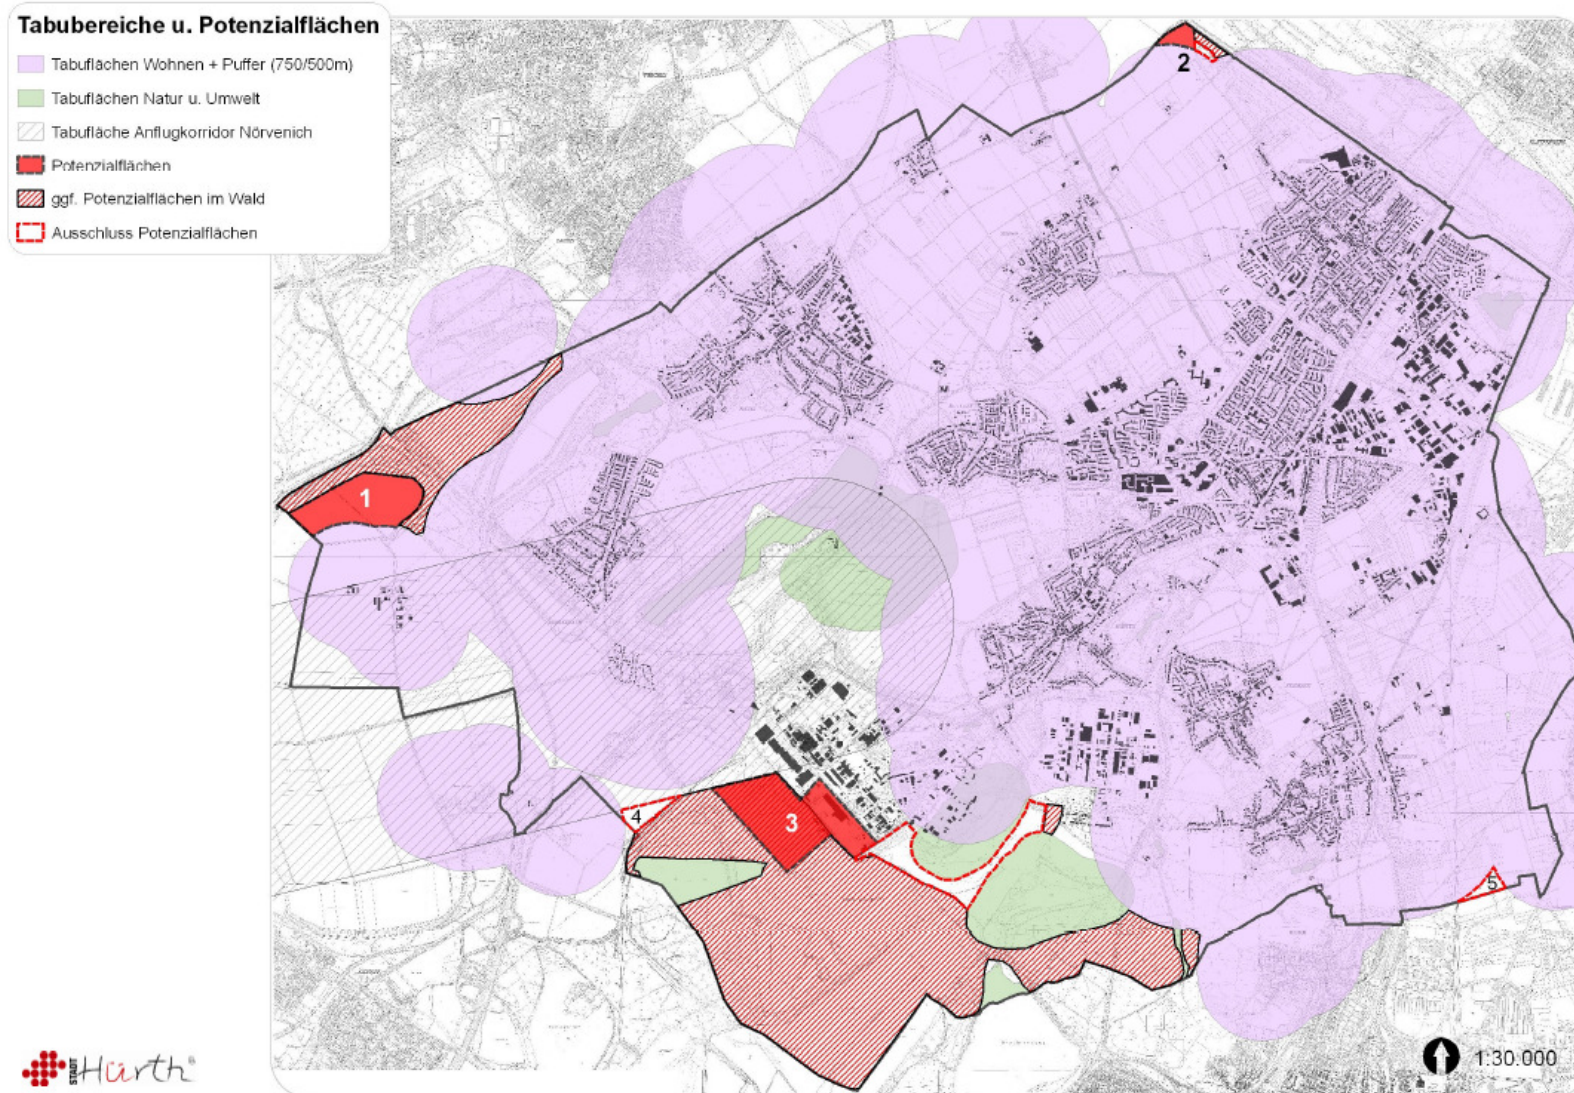 Tabubereiche u. Potenzialflächen
Tabuflächen Wohnen + Puffer (750/500m)
Tabuflächen Natur u. Umwelt
Tabufläche Anflugkorridor Nörvenich
Potenzialflächen
ggf. Potenzialflächen im Wald
Ausschluss Potenzialflächen
2
1
3
4
5
STADT Hürth
1:30.000